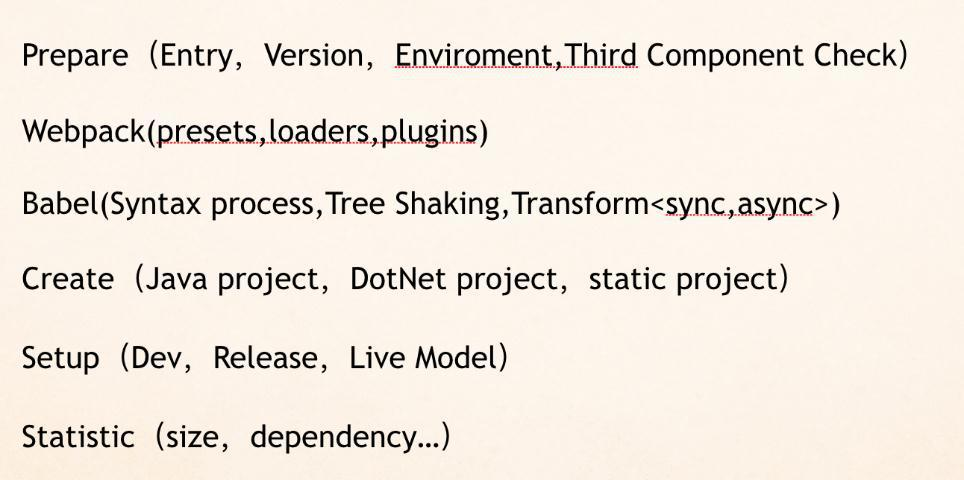 Prepare（Entry， Version， Enviroment,Third Component Check）
Webpack(presets,loaders,plugins)
Babel(Syntax process,Tree Shaking,Transform<sync,async>)
Create（Java project， DotNet project， static project）
Setup（Dev， Release， Live Model）
Statistic（size， dependency…）